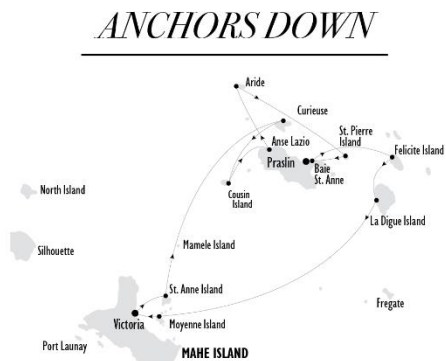 ANCHORS DOWN
Aride
Curieuse
St. Pierre
Island
Anse Lazio
Felicite Island
Praslin
Baie
St. Anne
Cousin
Island
North Island
La Digue Island
Mamele Island
Silhouette
St. Anne Island
Fregate
Victoria
Moyenne Island
Port Launay
MAHE ISLAND